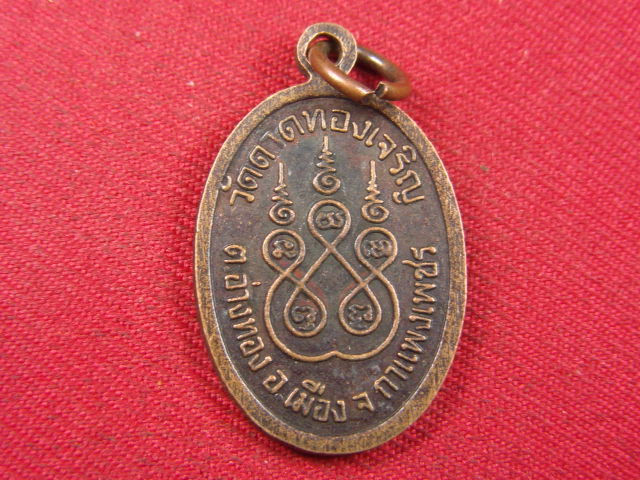 วัดดาดทองเจริญ
ต.อ่างทอง อ.เมือง จ.กำแพงเพชร